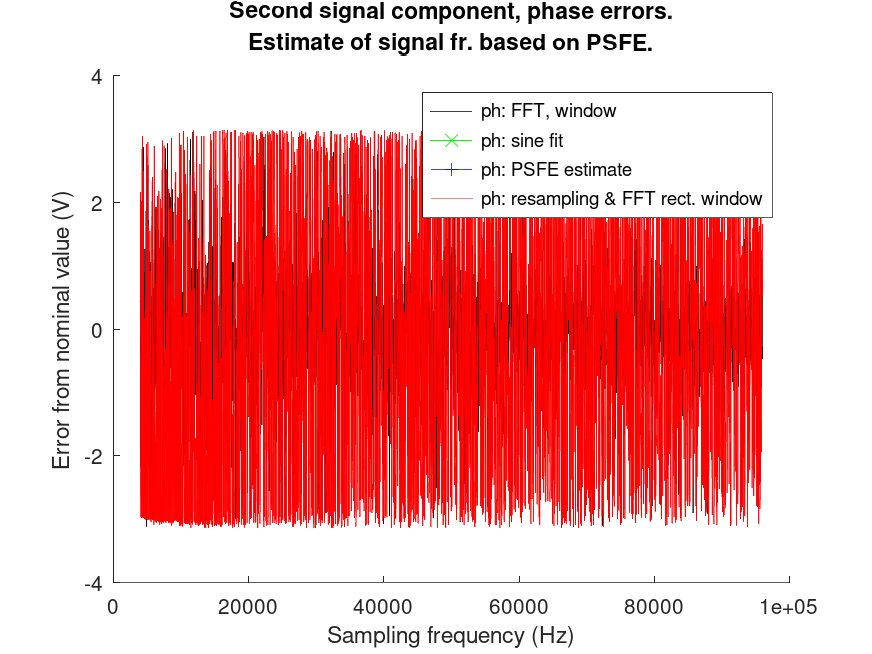 Second signal component, phase errors.
Estimate of signal fr. based on PSFE.
4
2
0
-2
-4
Error from nominal value (V)
ph: FFT, window
ph: sine fit
ph: PSFE estimate
ph: resampling & FFT rect. window
0
20000
40000
60000
80000
1e+05
Sampling frequency (Hz)